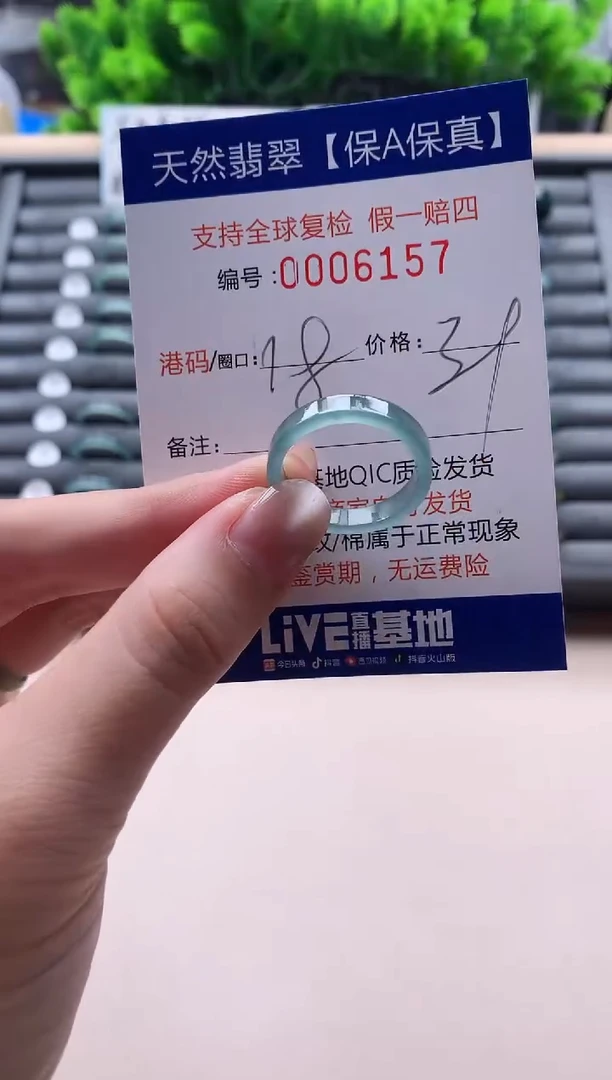 天然翡翠【保A保真】
支持全球复检 假一赔四
编号:0006157
港码/圈口:18 价格:39
备注:
基地QIC质检发货
发货
纹/棉属于正常现象
鉴赏期，无运费险
LiVE直播基地
今日头条 抖音 西瓜视频 抖音火山版